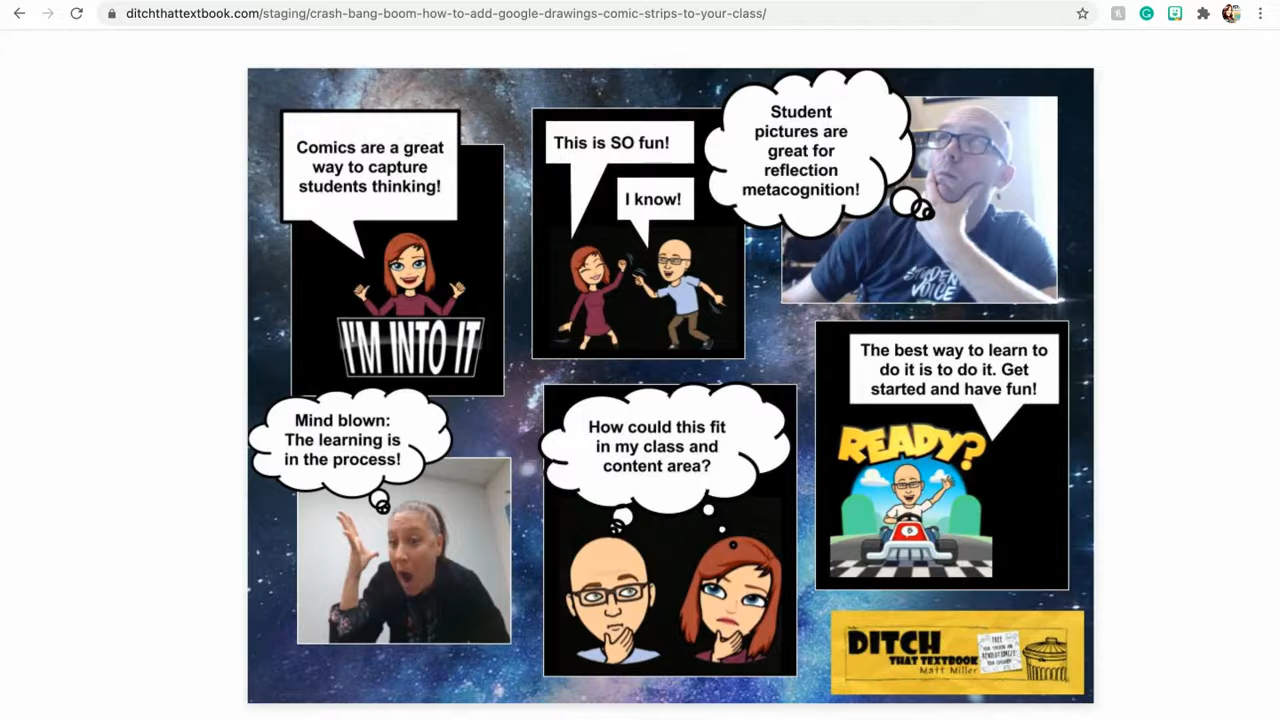 ditchthattextbook.com/staging/crash-bang-boom-how-to-add-google-drawings-comic-strips-to-your-class/
Comics are a great
way to capture
students thinking!
I'M INTO IT
This is SO fun!
I know!
Student
pictures are
great for
reflection
metacognition!
STUDENT
VOICE
Mind blown:
The learning is
in the process!
How could this fit
in my class and
content area?
The best way to learn to
do it is to do it. Get
started and have fun!
READY?
DITCH
THAT TEXTBOOK
Matt Miller
FREE